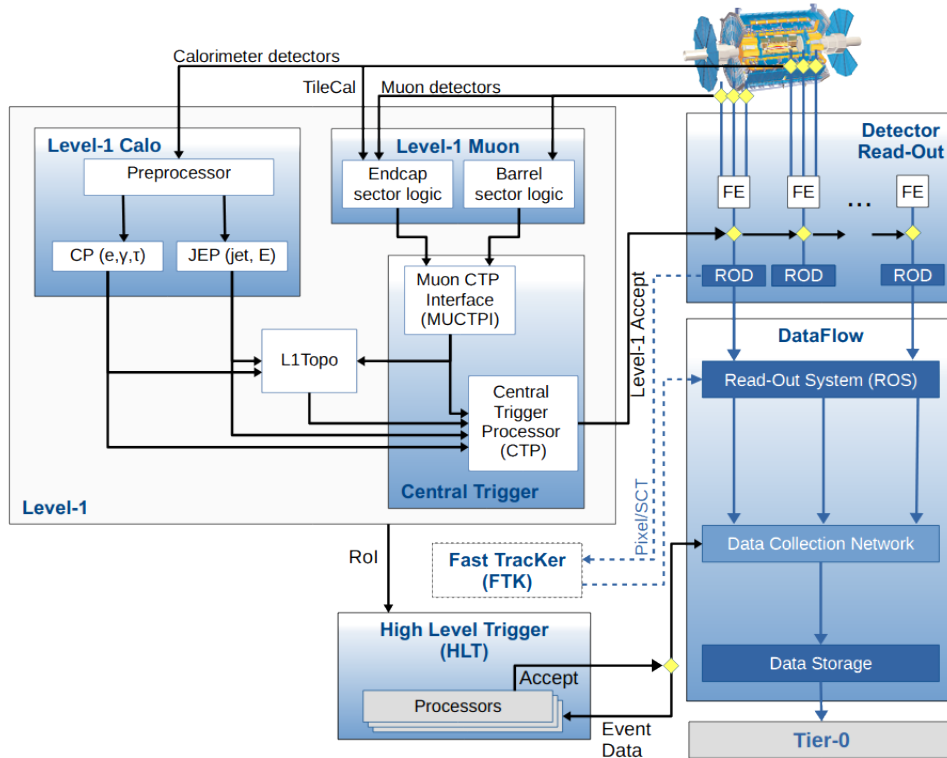 Calorimeter detectors
TileCal
Muon detectors
Level-1 Calo
Preprocessor
CP (e,γ,τ)
JEP (jet, E)
Level-1 Muon
Endcap
sector logic
Barrel
sector logic
Detector
Read-Out
FE
FE
...
FE
ROD
ROD
ROD
Muon CTP
Interface
(MUCTPI)
L1Topo
Central
Trigger
Processor
(CTP)
Central Trigger
Level-1
Level-1 Accept
DataFlow
Read-Out System (ROS)
Pixel/SCT
Data Collection Network
RoI
Fast TracKer
(FTK)
High Level Trigger
(HLT)
Accept
Processors
Event
Data
Data Storage
Tier-0